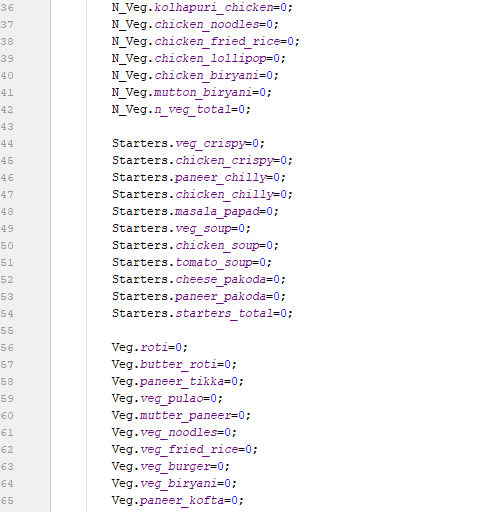 36 N_Veg.kolhapuri_chicken=0;
37 N_Veg.chicken_noodles=0;
38 N_Veg.chicken_fried_rice=0;
39 N_Veg.chicken_lollipop=0;
40 N_Veg.chicken_biryani=0;
41 N_Veg.mutton_biryani=0;
42 N_Veg.n_veg_total=0;
43
44 Starters.veg_crispy=0;
45 Starters.chicken_crispy=0;
46 Starters.paneer_chilly=0;
47 Starters.chicken_chilly=0;
48 Starters.masala_papad=0;
49 Starters.veg_soup=0;
50 Starters.chicken_soup=0;
51 Starters.tomato_soup=0;
52 Starters.cheese_pakoda=0;
53 Starters.paneer_pakoda=0;
54 Starters.starters_total=0;
55
56 Veg.roti=0;
57 Veg.butter_roti=0;
58 Veg.paneer_tikka=0;
59 Veg.veg_pulao=0;
60 Veg.mutter_paneer=0;
61 Veg.veg_noodles=0;
62 Veg.veg_fried_rice=0;
63 Veg.veg_burger=0;
64 Veg.veg_biryani=0;
65 Veg.paneer_kofta=0;